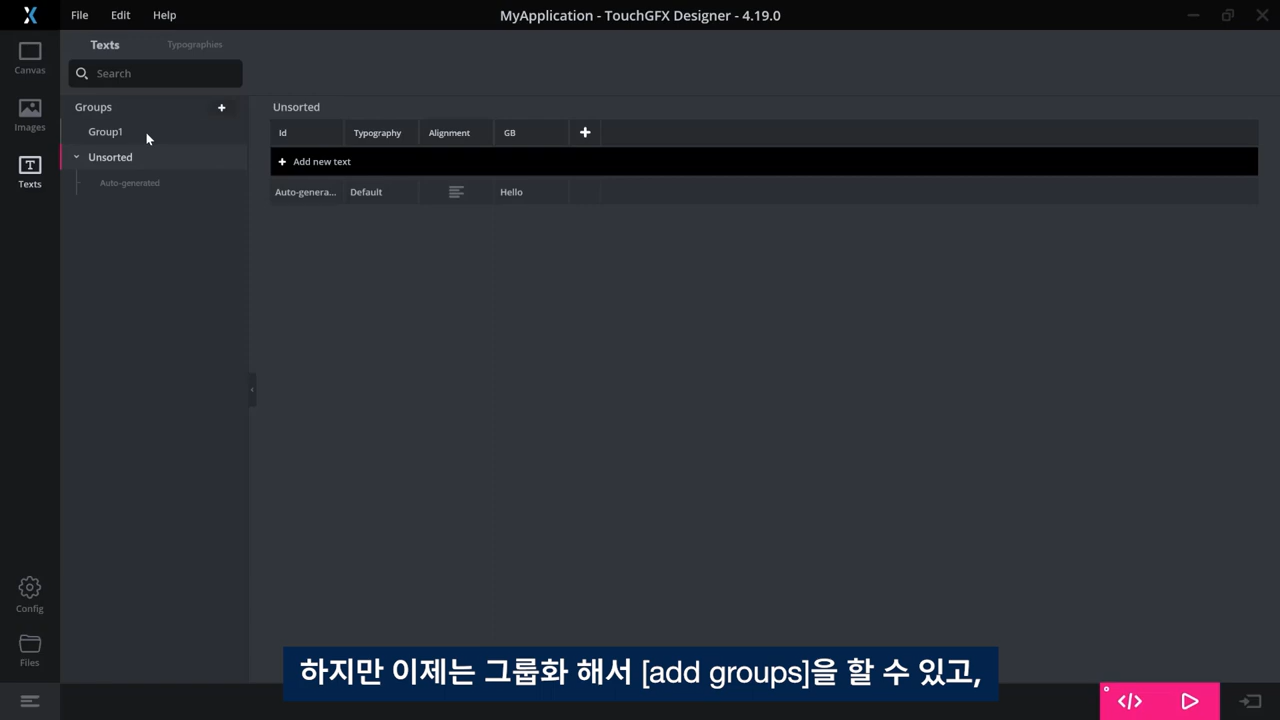 File Edit Help
MyApplication - TouchGFX Designer - 4.19.0
Canvas
Images
Texts
Config
Files
Texts Typographies
Search
Groups +
Group1
Unsorted
Auto-generated
Unsorted
Id Typography Alignment GB +
+ Add new text
Auto-genera... Default Hello
하지만 이제는 그룹화 해서 [add groups]을 할 수 있고,